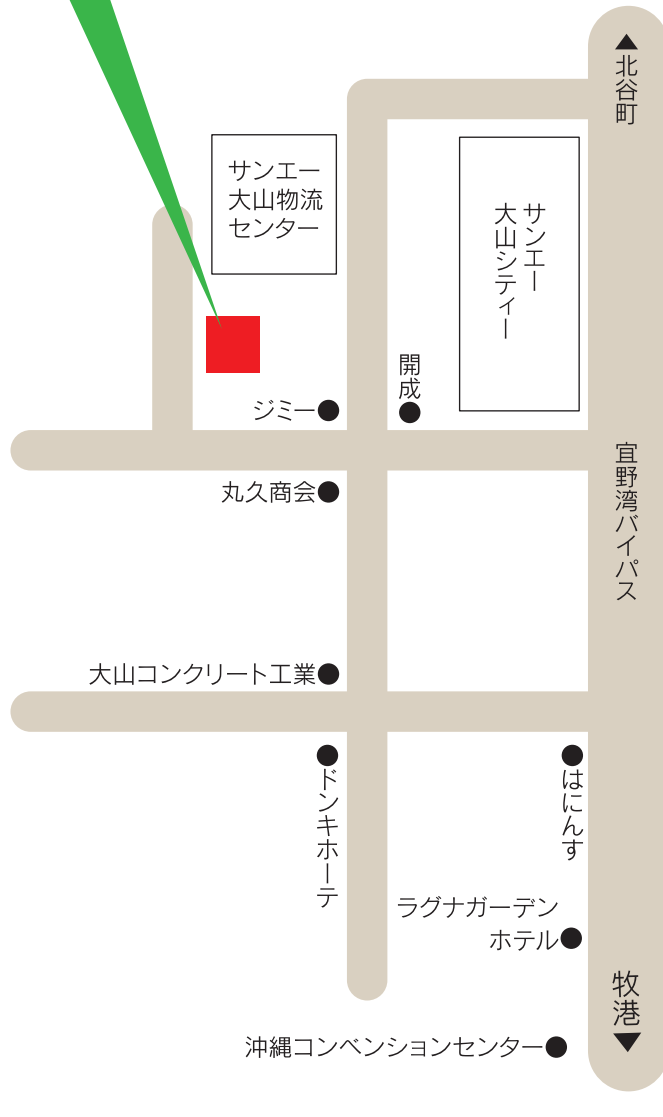 ▲北谷町
サンエー
大山物流
センター
サンエー
大山シティー
開成
ジミー
宜野湾バイパス
丸久商会
大山コンクリート工業
ドンキホーテ
はにんす
ラグナガーデン
ホテル
牧港▼
沖縄コンベンションセンター